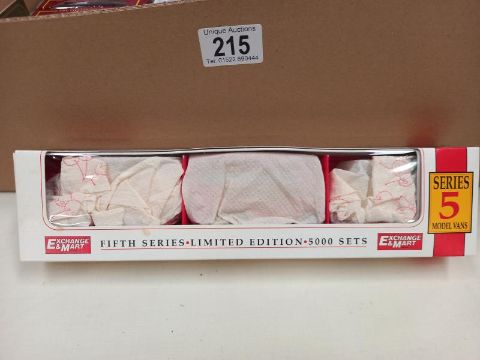 Unique Auctions
215
Tel: 01522 690444
SERIES
5
MODEL VANS
EXCHANGE
&MART
FIFTH SERIES•LIMITED EDITION•5000 SETS
EXCHANGE
&MART